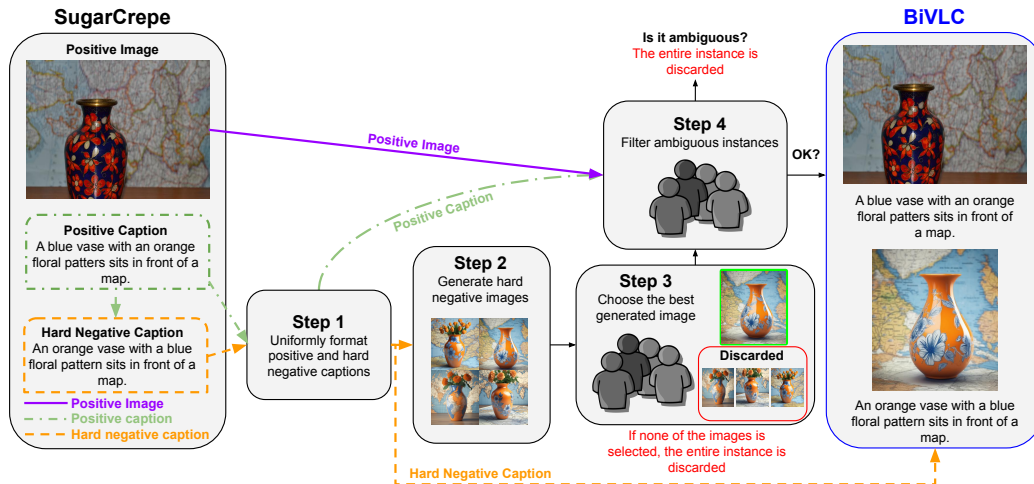 SugarCrepe
Positive Image
Positive Caption
A blue vase with an orange
floral patters sits in front of a
map.
Hard Negative Caption
An orange vase with a blue
floral pattern sits in front of a
map.
Positive Image
Positive caption
Hard negative caption
Positive Image
Positive Caption
Step 1
Uniformly format
positive and hard
negative captions
Step 2
Generate hard
negative images
Step 3
Choose the best
generated image
Discarded
If none of the images is
selected, the entire instance is
discarded
Hard Negative Caption
Is it ambiguous?
The entire instance is
discarded
Step 4
Filter ambiguous instances
OK?
BiVLC
A blue vase with an orange
floral patters sits in front of
a map.
An orange vase with a blue
floral pattern sits in front of a
map.